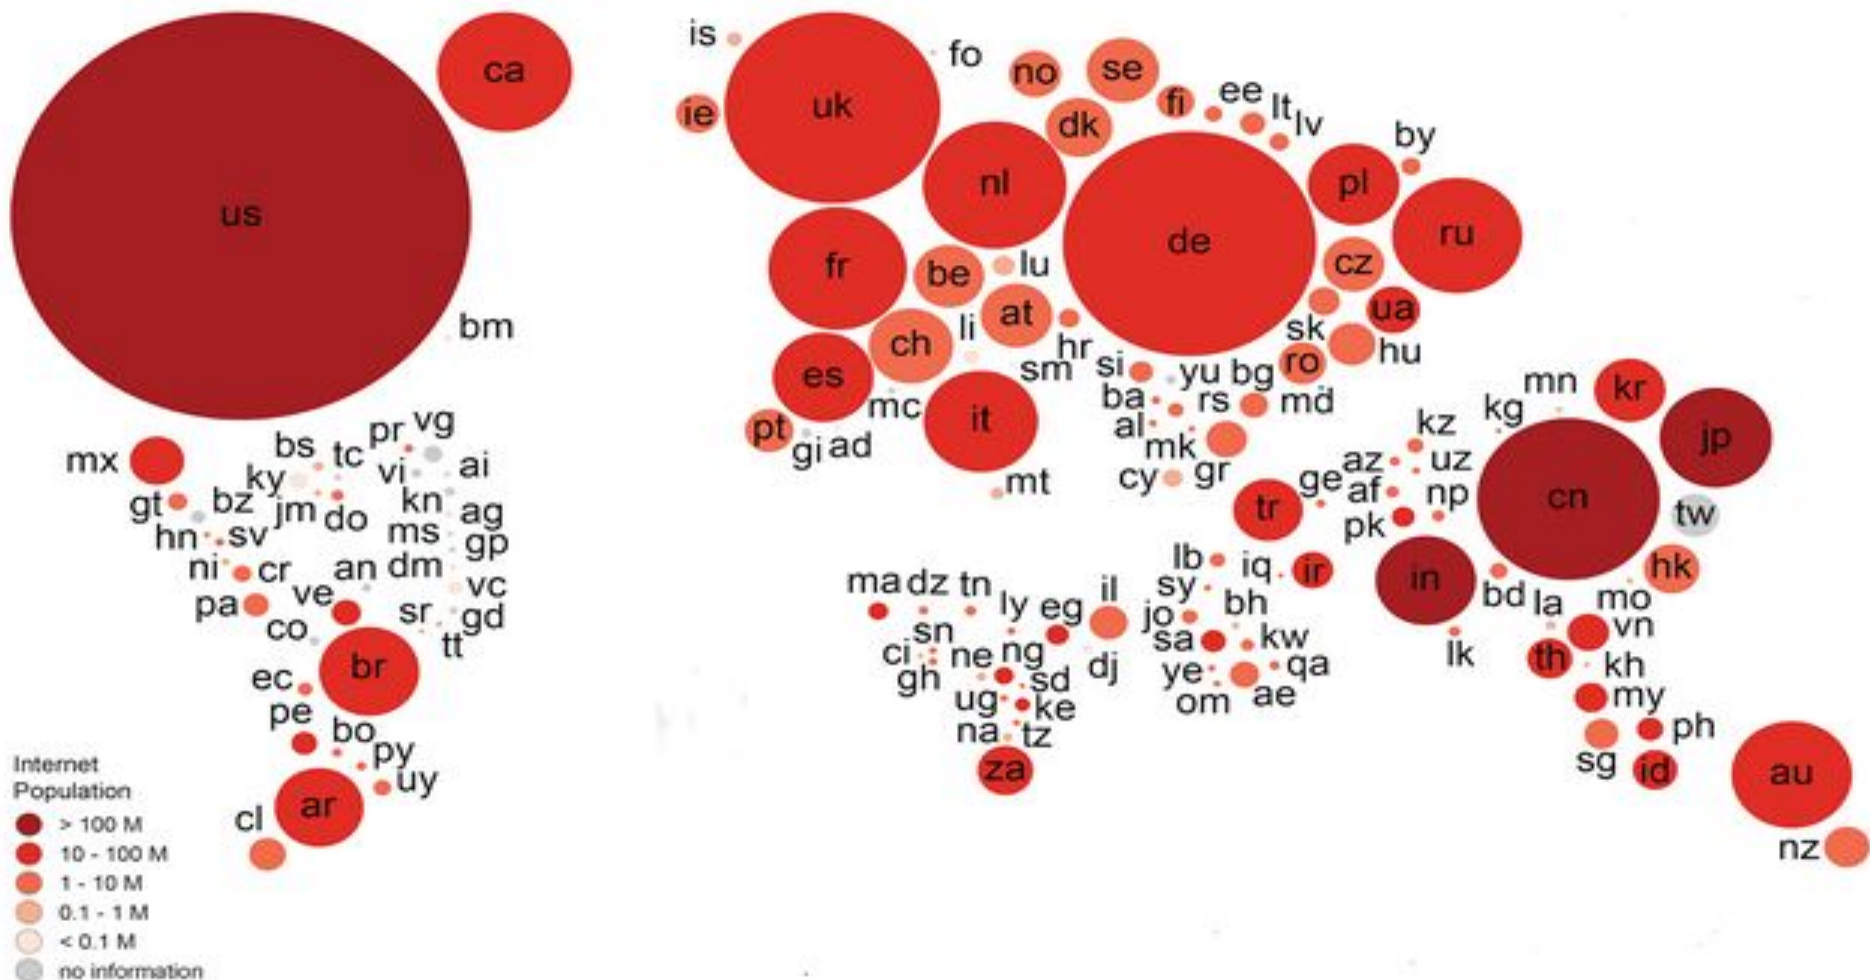 us
ca
bm
mx
bs
tc
pr
vg
ky
vi
ai
gt
bz
jm
do
kn
ag
hn
sv
ms
gp
ni
cr
an
dm
vc
pa
ve
sr
gd
co
tt
br
ec
pe
bo
py
uy
ar
cl
is
uk
fo
no
se
fi
ee
lt
lv
ie
nl
dk
by
pl
ru
de
fr
be
lu
cz
at
li
ch
hr
sk
ua
ro
hu
es
sm
si
yu
bg
md
mc
ba
rs
pt
gi
ad
it
al
mk
gr
cy
mt
mn
kr
kg
jp
kz
az
uz
cn
ge
af
np
tr
pk
tw
lb
iq
ir
in
hk
bd
la
mo
ma
dz
tn
ly
eg
il
sy
jo
bh
sn
sa
kw
vn
lk
th
kh
ci
ne
ng
dj
gh
sd
ye
qa
ug
ke
om
ae
my
na
tz
ph
za
sg
id
au
nz
Internet
Population
> 100 M
10 - 100 M
1 - 10 M
0.1 - 1 M
< 0.1 M
no information